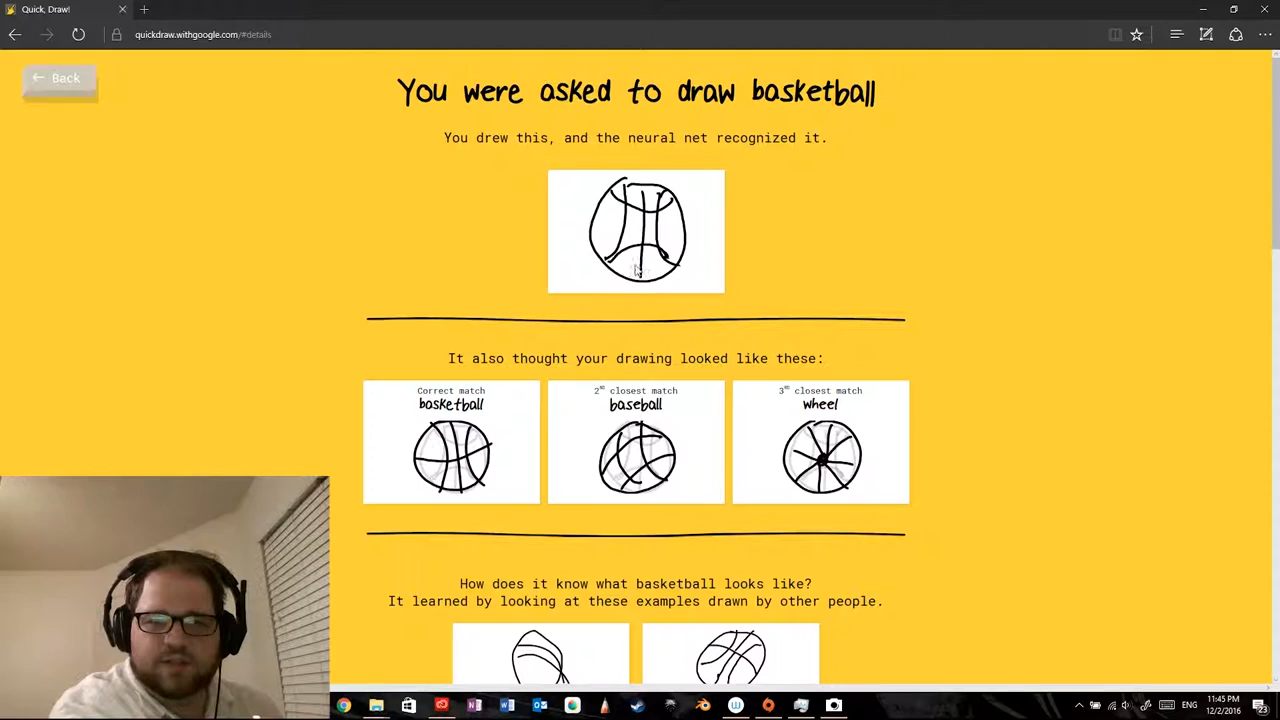 Quick, Draw!
quickdraw.withgoogle.com/#details
← Back
You were asked to draw basketball
You drew this, and the neural net recognized it.
It also thought your drawing looked like these:
Correct match
basketball
2ND closest match
baseball
3RD closest match
wheel
How does it know what basketball looks like?
It learned by looking at these examples drawn by other people.
11:45 PM
ENG
12/2/2016
23